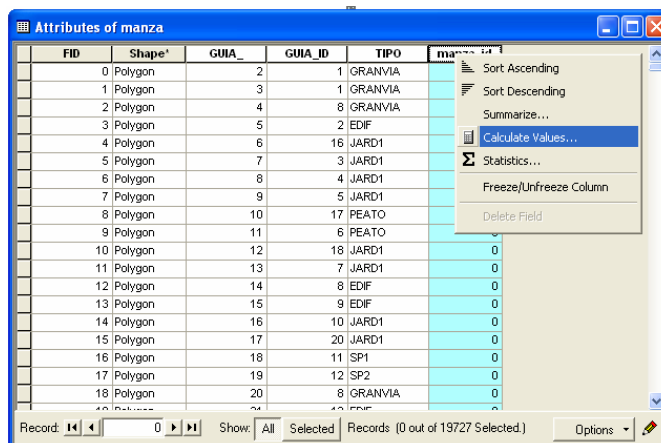 Attributes of manza
FID Shape* GUIA_ GUIA_ID TIPO manza_id
0 Polygon 2 1 GRANVIA
1 Polygon 3 1 GRANVIA
2 Polygon 4 8 GRANVIA
3 Polygon 5 2 EDIF
4 Polygon 6 16 JARD1
5 Polygon 7 3 JARD1
6 Polygon 8 4 JARD1
7 Polygon 9 5 JARD1
8 Polygon 10 17 PEATO
9 Polygon 11 6 PEATO 0
10 Polygon 12 18 JARD1 0
11 Polygon 13 7 JARD1 0
12 Polygon 14 8 EDIF 0
13 Polygon 15 9 EDIF 0
14 Polygon 16 10 JARD1 0
15 Polygon 17 20 JARD1 0
16 Polygon 18 11 SP1 0
17 Polygon 19 12 SP2 0
18 Polygon 20 8 GRANVIA 0
Sort Ascending
Sort Descending
Summarize...
Calculate Values...
Σ Statistics...
Freeze/Unfreeze Column
Delete Field
Record: 0 Show: All Selected Records (0 out of 19727 Selected.) Options